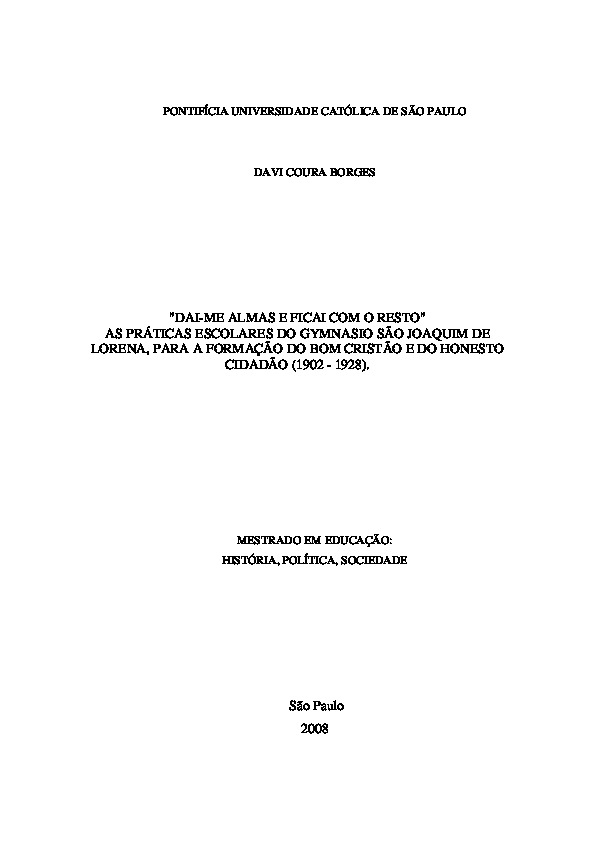 PONTIFÍCIA UNIVERSIDADE CATÓLICA DE SÃO PAULO
DAVI COURA BORGES
"DAI-ME ALMAS E FICAI COM O RESTO"
AS PRÁTICAS ESCOLARES DO GYMNASIO SÃO JOAQUIM DE
LORENA, PARA A FORMAÇÃO DO BOM CRISTÃO E DO HONESTO
CIDADÃO (1902 - 1928).
MESTRADO EM EDUCAÇÃO:
HISTÓRIA, POLÍTICA, SOCIEDADE
São Paulo
2008